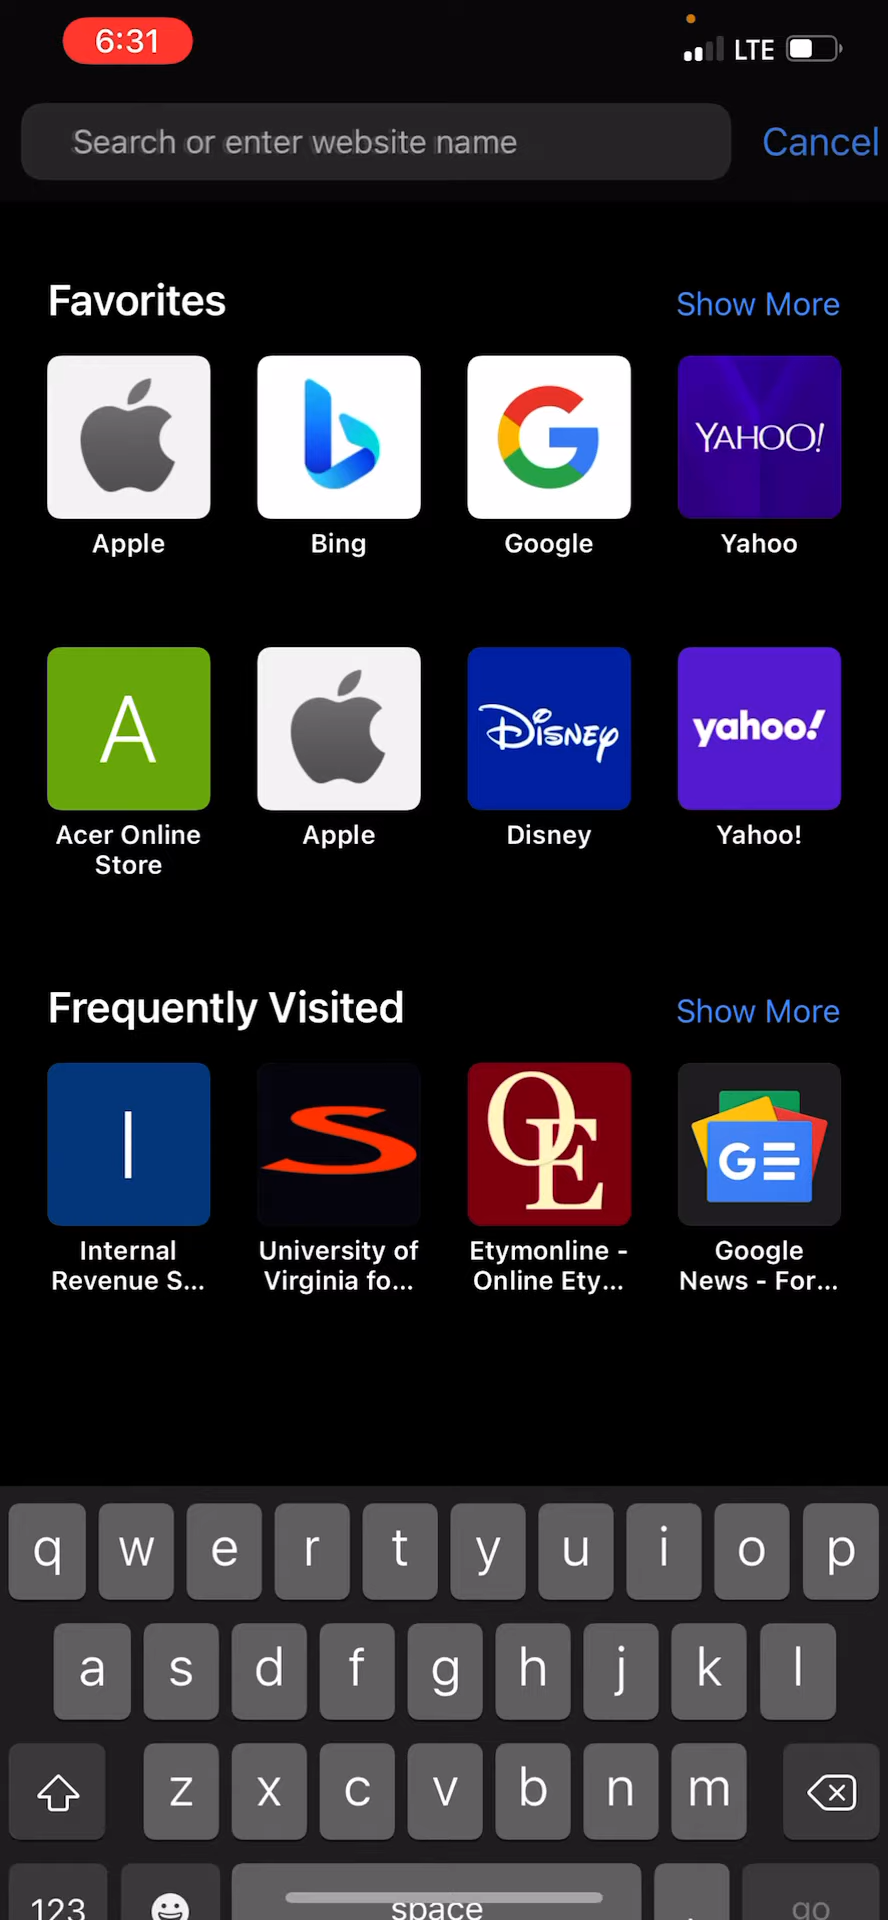 6:31
LTE
Search or enter website name
Cancel
Favorites
Show More
YAHOO!
Apple
Bing
Google
Yahoo
A
Disney
yahoo!
Acer Online
Store
Apple
Disney
Yahoo!
Frequently Visited
Show More
I
S
OE
G
Internal
Revenue S...
University of
Virginia fo...
Etymonline -
Online Ety...
Google
News - For...
q w e r t y u i o p
a s d f g h j k l
z x c v b n m
123
space
.
go